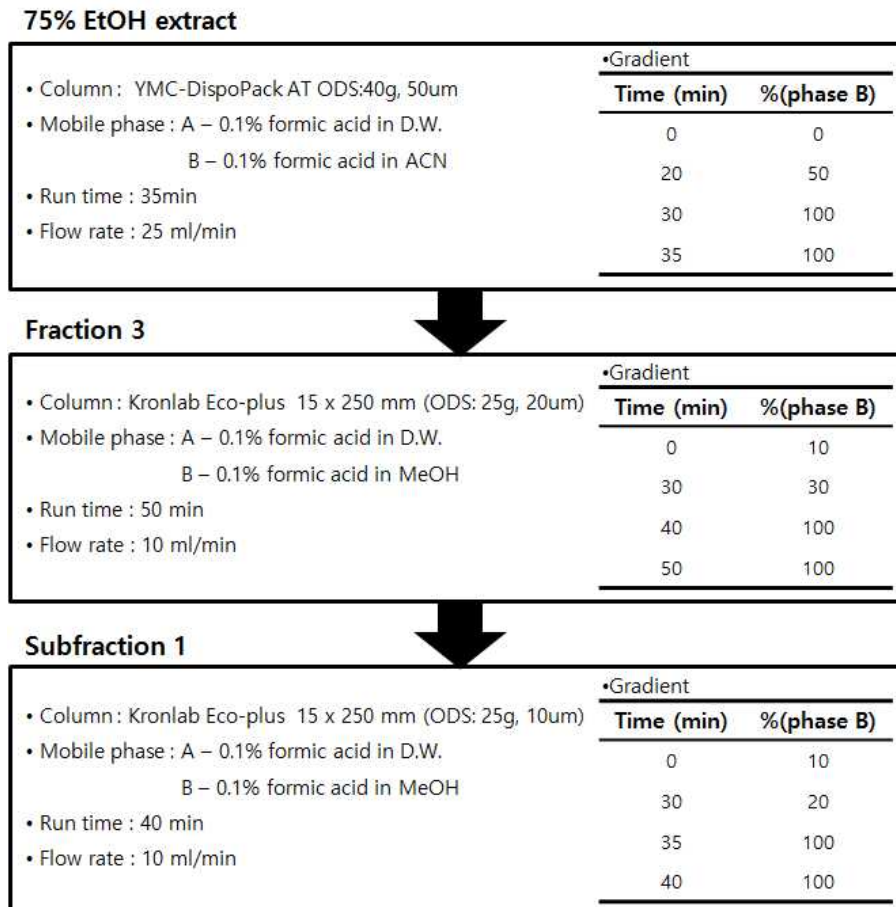 75% EtOH extract
• Column : YMC-DispoPack AT ODS:40g, 50um
• Mobile phase : A – 0.1% formic acid in D.W.
B – 0.1% formic acid in ACN
• Run time : 35min
• Flow rate : 25 ml/min
•Gradient
Time (min) %(phase B)
0 0
20 50
30 100
35 100
Fraction 3
• Column : Kronlab Eco-plus 15 x 250 mm (ODS: 25g, 20um)
• Mobile phase : A – 0.1% formic acid in D.W.
B – 0.1% formic acid in MeOH
• Run time : 50 min
• Flow rate : 10 ml/min
•Gradient
Time (min) %(phase B)
0 10
30 30
40 100
50 100
Subfraction 1
• Column : Kronlab Eco-plus 15 x 250 mm (ODS: 25g, 10um)
• Mobile phase : A – 0.1% formic acid in D.W.
B – 0.1% formic acid in MeOH
• Run time : 40 min
• Flow rate : 10 ml/min
•Gradient
Time (min) %(phase B)
0 10
30 20
35 100
40 100